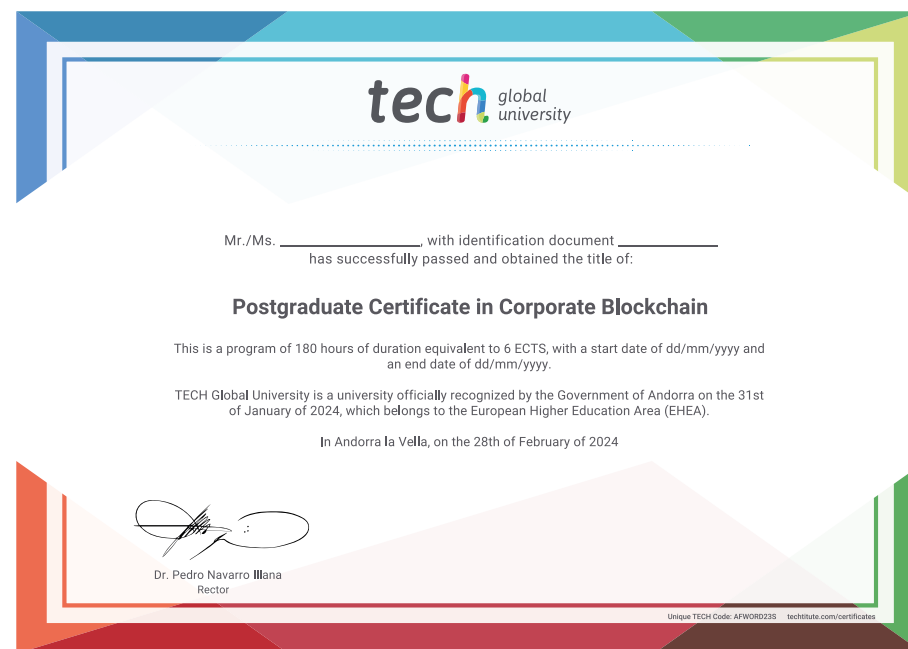 tech global university
Mr./Ms. ____________, with identification document ____________
has successfully passed and obtained the title of:
Postgraduate Certificate in Corporate Blockchain
This is a program of 180 hours of duration equivalent to 6 ECTS, with a start date of dd/mm/yyyy and
an end date of dd/mm/yyyy.
TECH Global University is a university officially recognized by the Government of Andorra on the 31st
of January of 2024, which belongs to the European Higher Education Area (EHEA).
In Andorra la Vella, on the 28th of February of 2024
Dr. Pedro Navarro Illana
Rector
Unique TECH Code: AFWORD23S techtitute.com/certificates